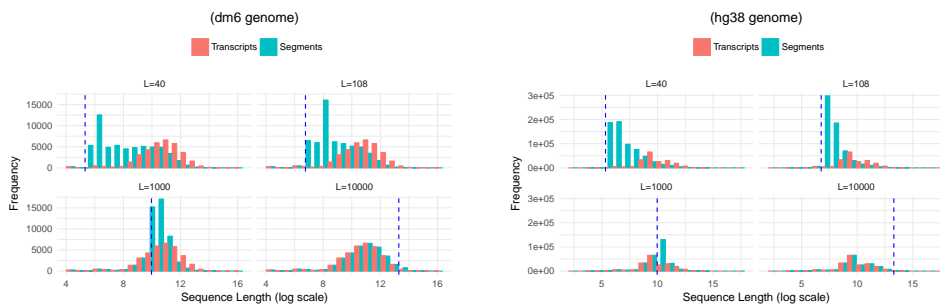 (dm6 genome)
Transcripts Segments
L=40 L=108
15000
10000
5000
0
L=1000 L=10000
15000
10000
5000
0
4 8 12 16 4 8 12 16
Frequency
Sequence Length (log scale)
(hg38 genome)
Transcripts Segments
L=40 L=108
3e+05
2e+05
1e+05
0e+00
L=1000 L=10000
3e+05
2e+05
1e+05
0e+00
5 10 15 5 10 15
Frequency
Sequence Length (log scale)